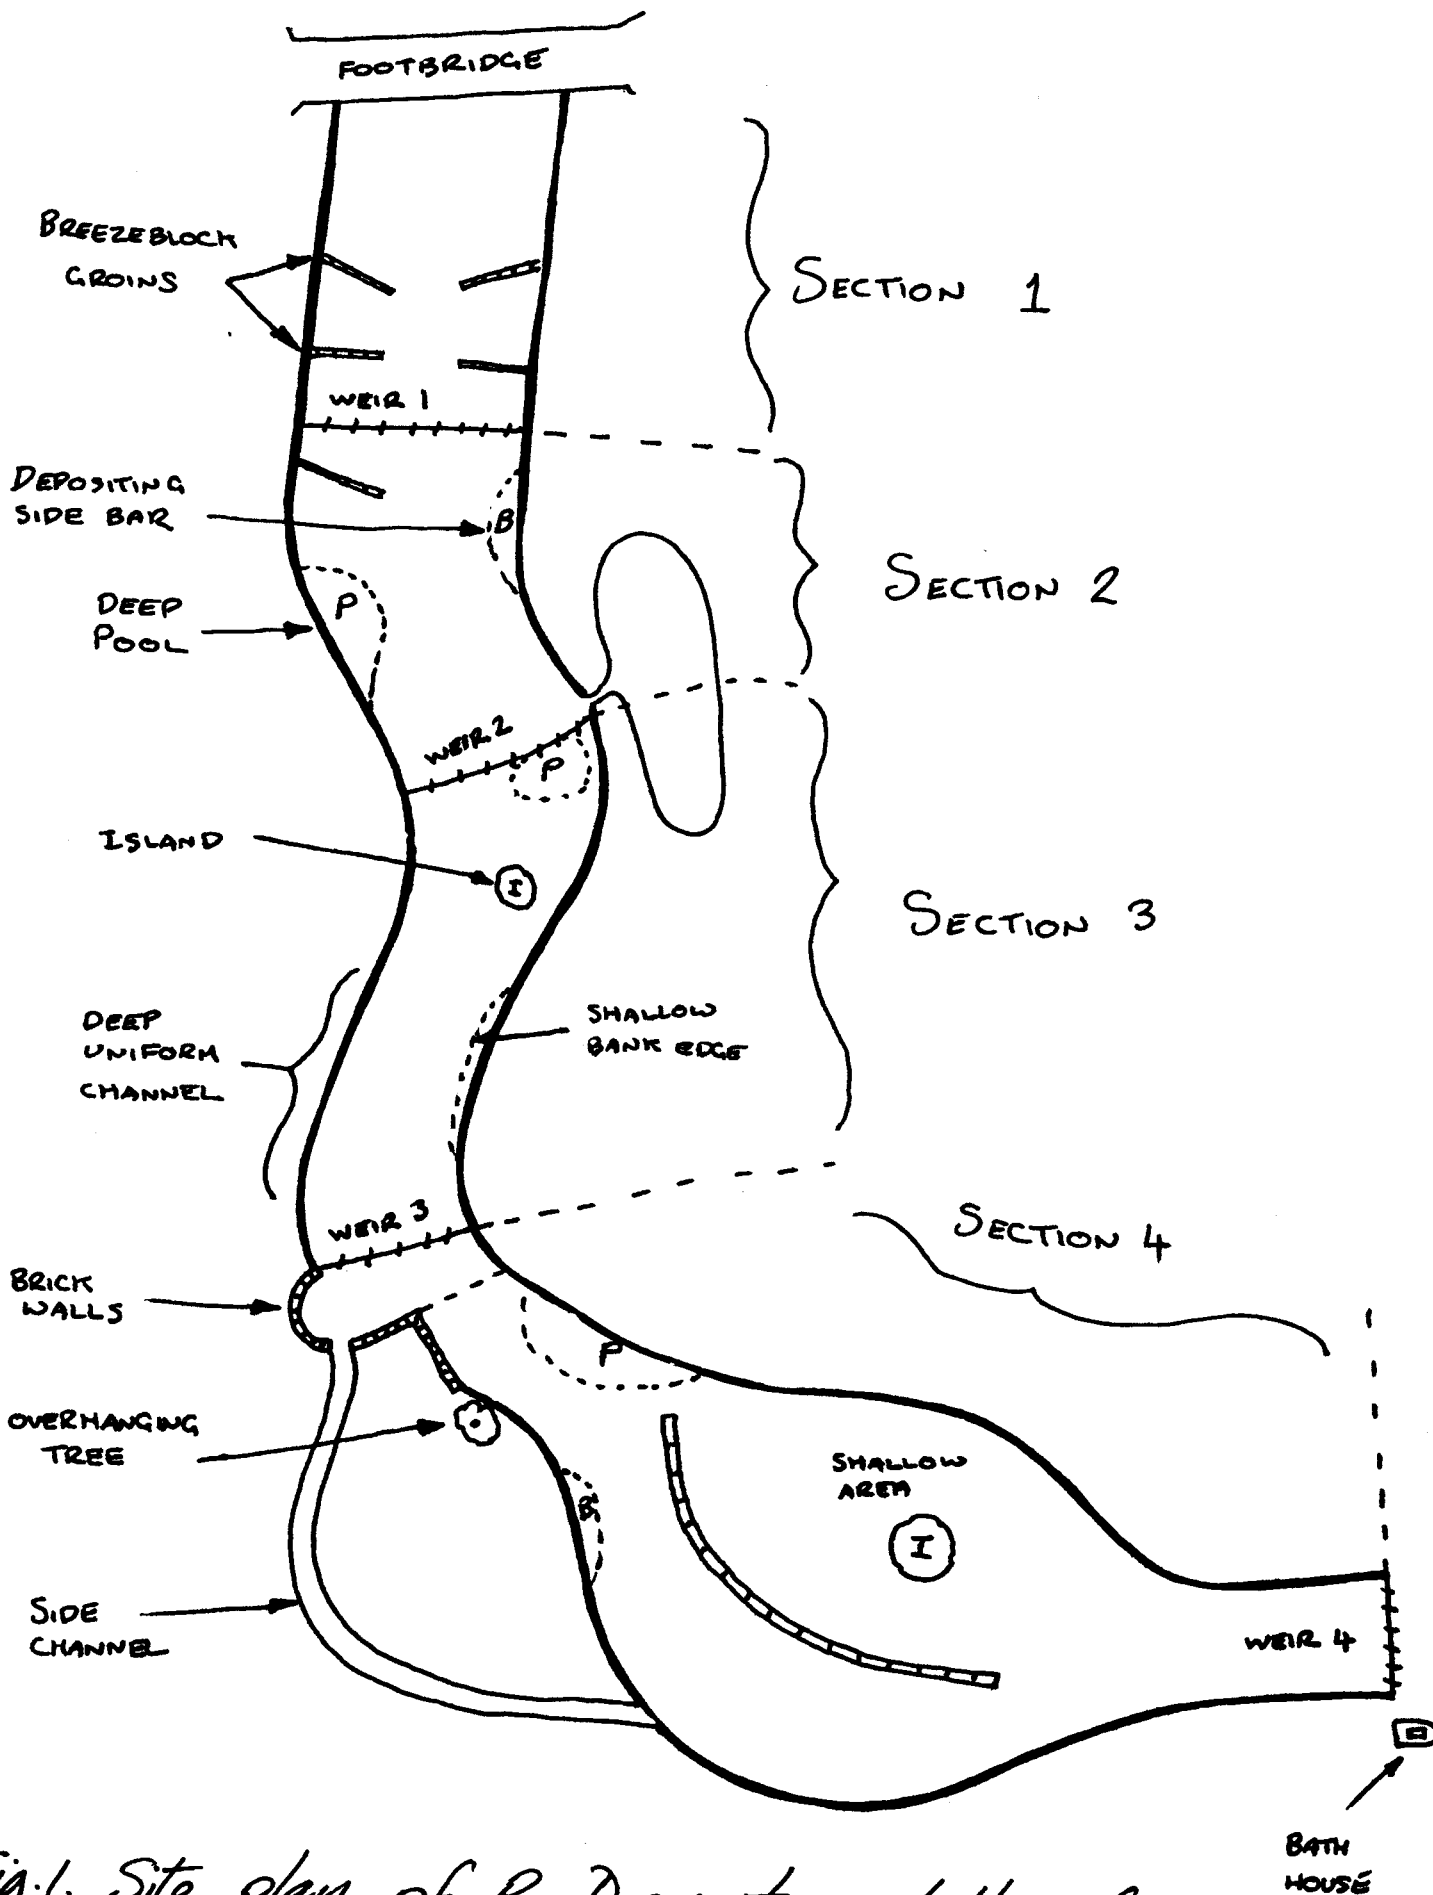 FOOTBRIDGE
BREEZEBLOCK
GROINS
SECTION 1
WEIR 1
DEPOSITING
SIDE BAR
B
SECTION 2
DEEP
POOL
P
WEIR 2
P
ISLAND
I
SECTION 3
DEEP
UNIFORM
CHANNEL
SHALLOW
BANK EDGE
WEIR 3
SECTION 4
BRICK
WALLS
P
OVERHANGING
TREE
SHALLOW
AREA
B
I
SIDE
CHANNEL
WEIR 4
BATH
HOUSE
Fig.1. Site plan of R.